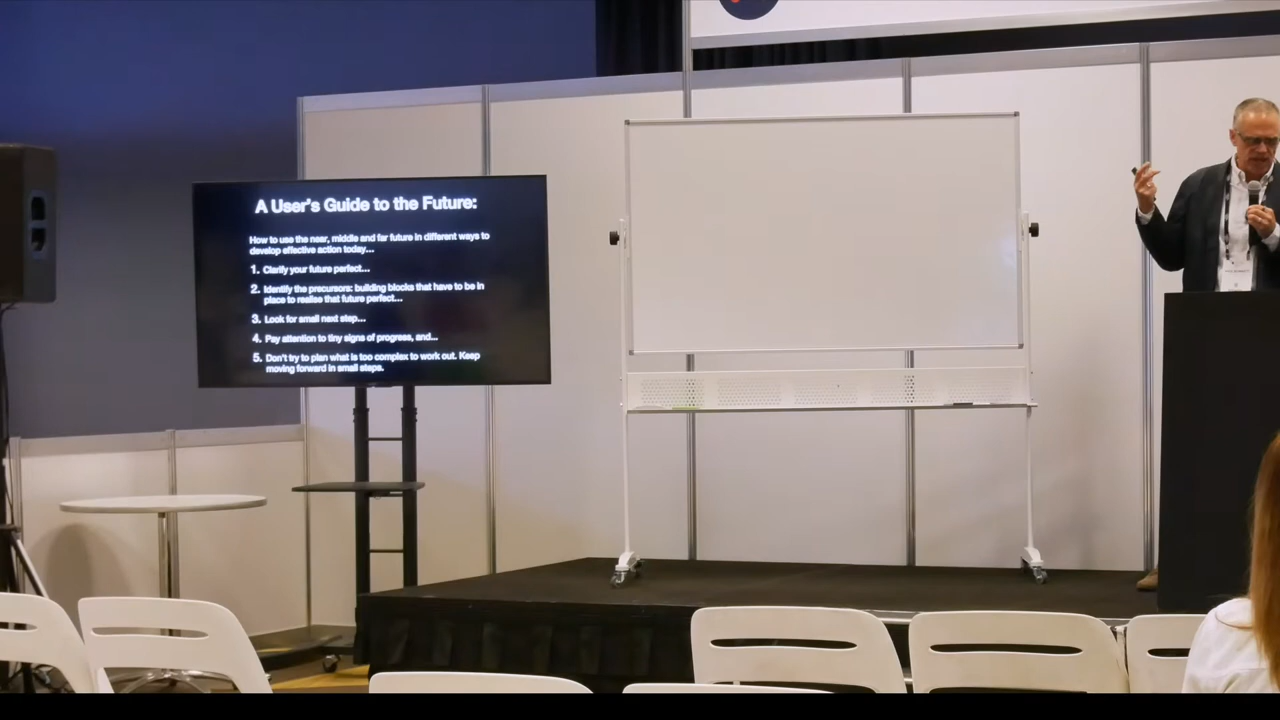 A User's Guide to the Future:
How to use the near, middle and far future in different ways to
develop effective action today...
1. Clarify your future perfect...
2. Identify the precursors: building blocks that have to be in
place to realise that future perfect...
3. Look for small next step...
4. Pay attention to tiny signs of progress, and...
5. Don't try to plan what is too complex to work out. Keep
moving forward in small steps.